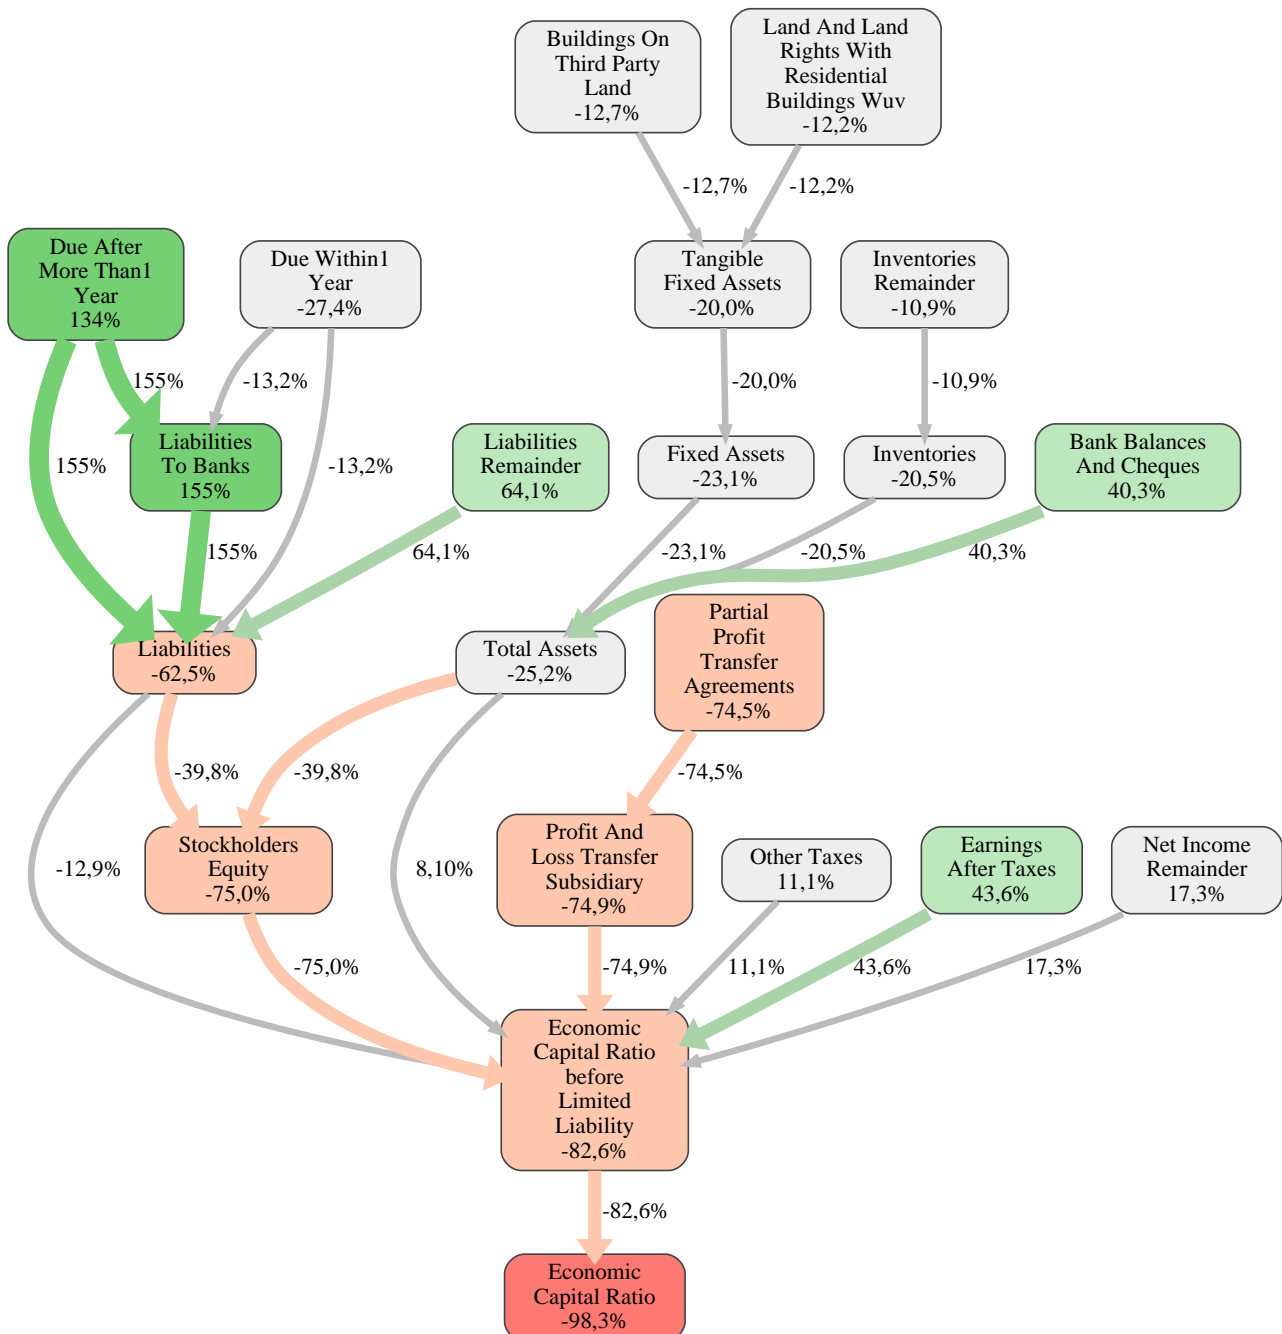 Buildings On
Third Party
Land
-12,7%
Land And Land
Rights With
Residential
Buildings Wuv
-12,2%
-12,7%
-12,2%
Due After
More Than1
Year
134%
Due Within1
Year
-27,4%
Tangible
Fixed Assets
-20,0%
Inventories
Remainder
-10,9%
155%
-13,2%
-20,0%
-10,9%
155%
Liabilities
To Banks
155%
-13,2%
Liabilities
Remainder
64,1%
Fixed Assets
-23,1%
Inventories
-20,5%
Bank Balances
And Cheques
40,3%
155%
64,1%
-23,1%
-20,5%
40,3%
Liabilities
-62,5%
Total Assets
-25,2%
Partial
Profit
Transfer
Agreements
-74,5%
-39,8%
-39,8%
-74,5%
-12,9%
Stockholders
Equity
-75,0%
8,10%
Profit And
Loss Transfer
Subsidiary
-74,9%
Other Taxes
11,1%
Earnings
After Taxes
43,6%
Net Income
Remainder
17,3%
-75,0%
-74,9%
11,1%
43,6%
17,3%
Economic
Capital Ratio
before
Limited
Liability
-82,6%
-82,6%
Economic
Capital Ratio
-98,3%